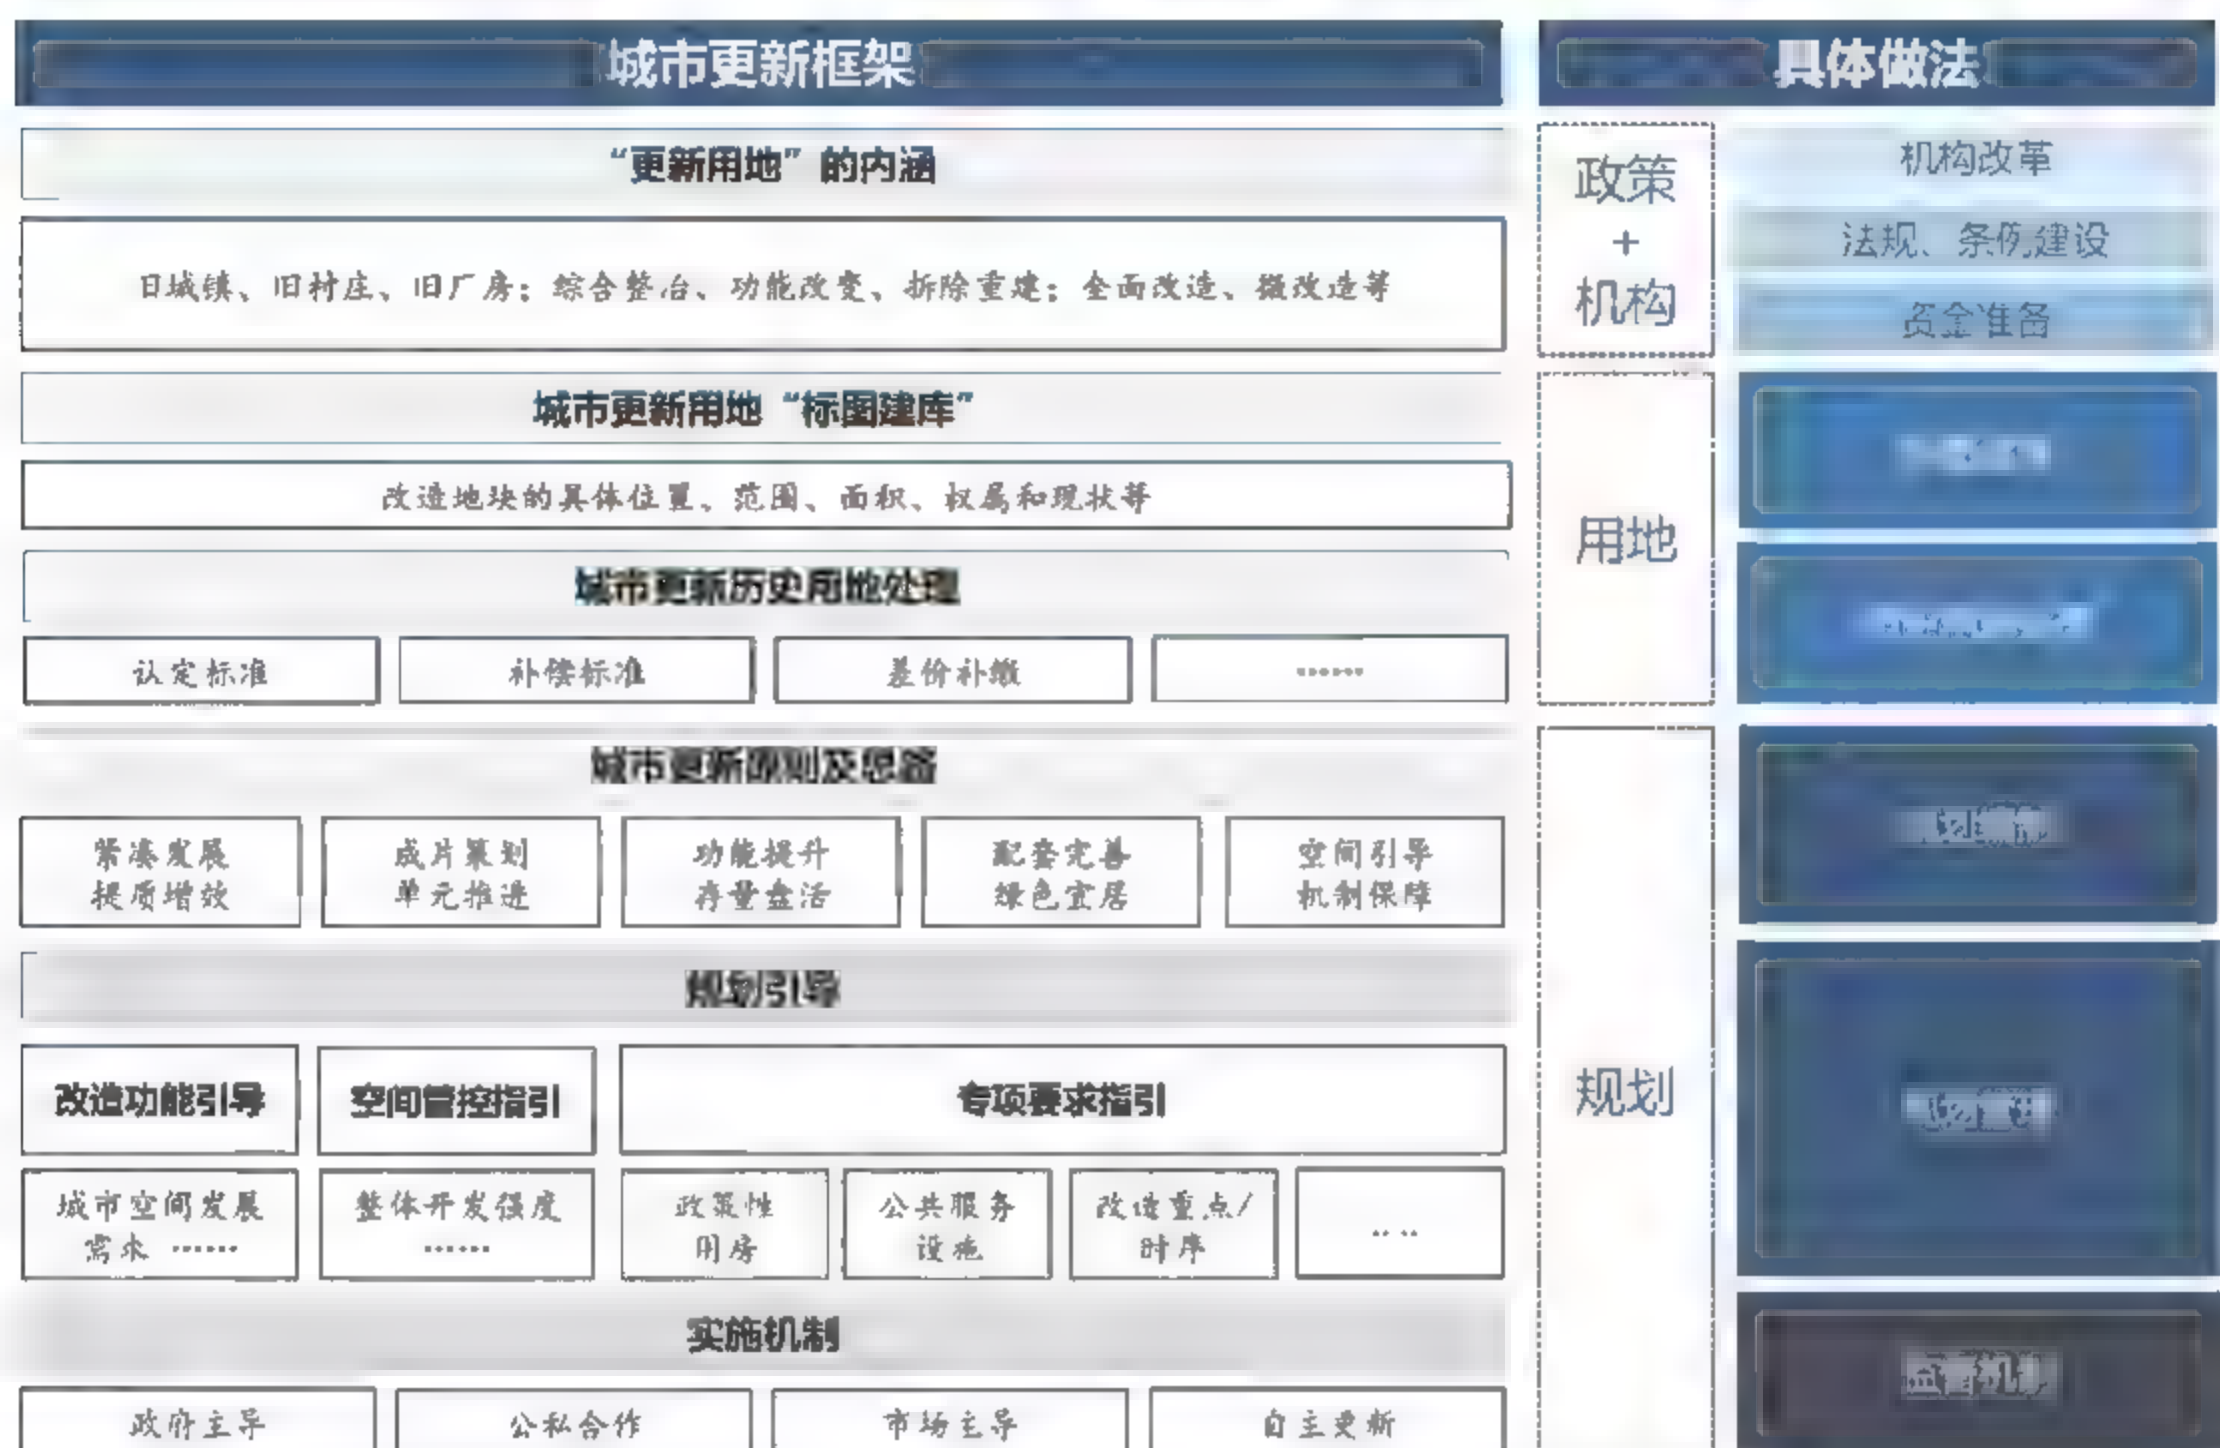 城市更新框架
具体做法
“更新用地”的内涵
旧城镇、旧村庄、旧厂房；综合整治、功能改变、拆除重建；全面改造、微改造等
城市更新用地“标图建库”
改造地块的具体位置、范围、面积、权属和现状等
城市更新历史用地处理
认定标准
补偿标准
差价补缴
……
城市更新原则及思路
紧凑发展
提质增效
成片策划
单元推进
功能提升
存量盘活
配套完善
绿色宜居
空间引导
机制保障
规划引导
改造功能引导
空间管控指引
专项要求指引
城市空间发展
需求 ……
整体开发强度
……
政策性
用房
公共服务
设施
改造重点/
时序
……
实施机制
政府主导
公私合作
市场主导
自主更新
政策
+
机构
机构改革
法规、条例建设
资金准备
用地
规划